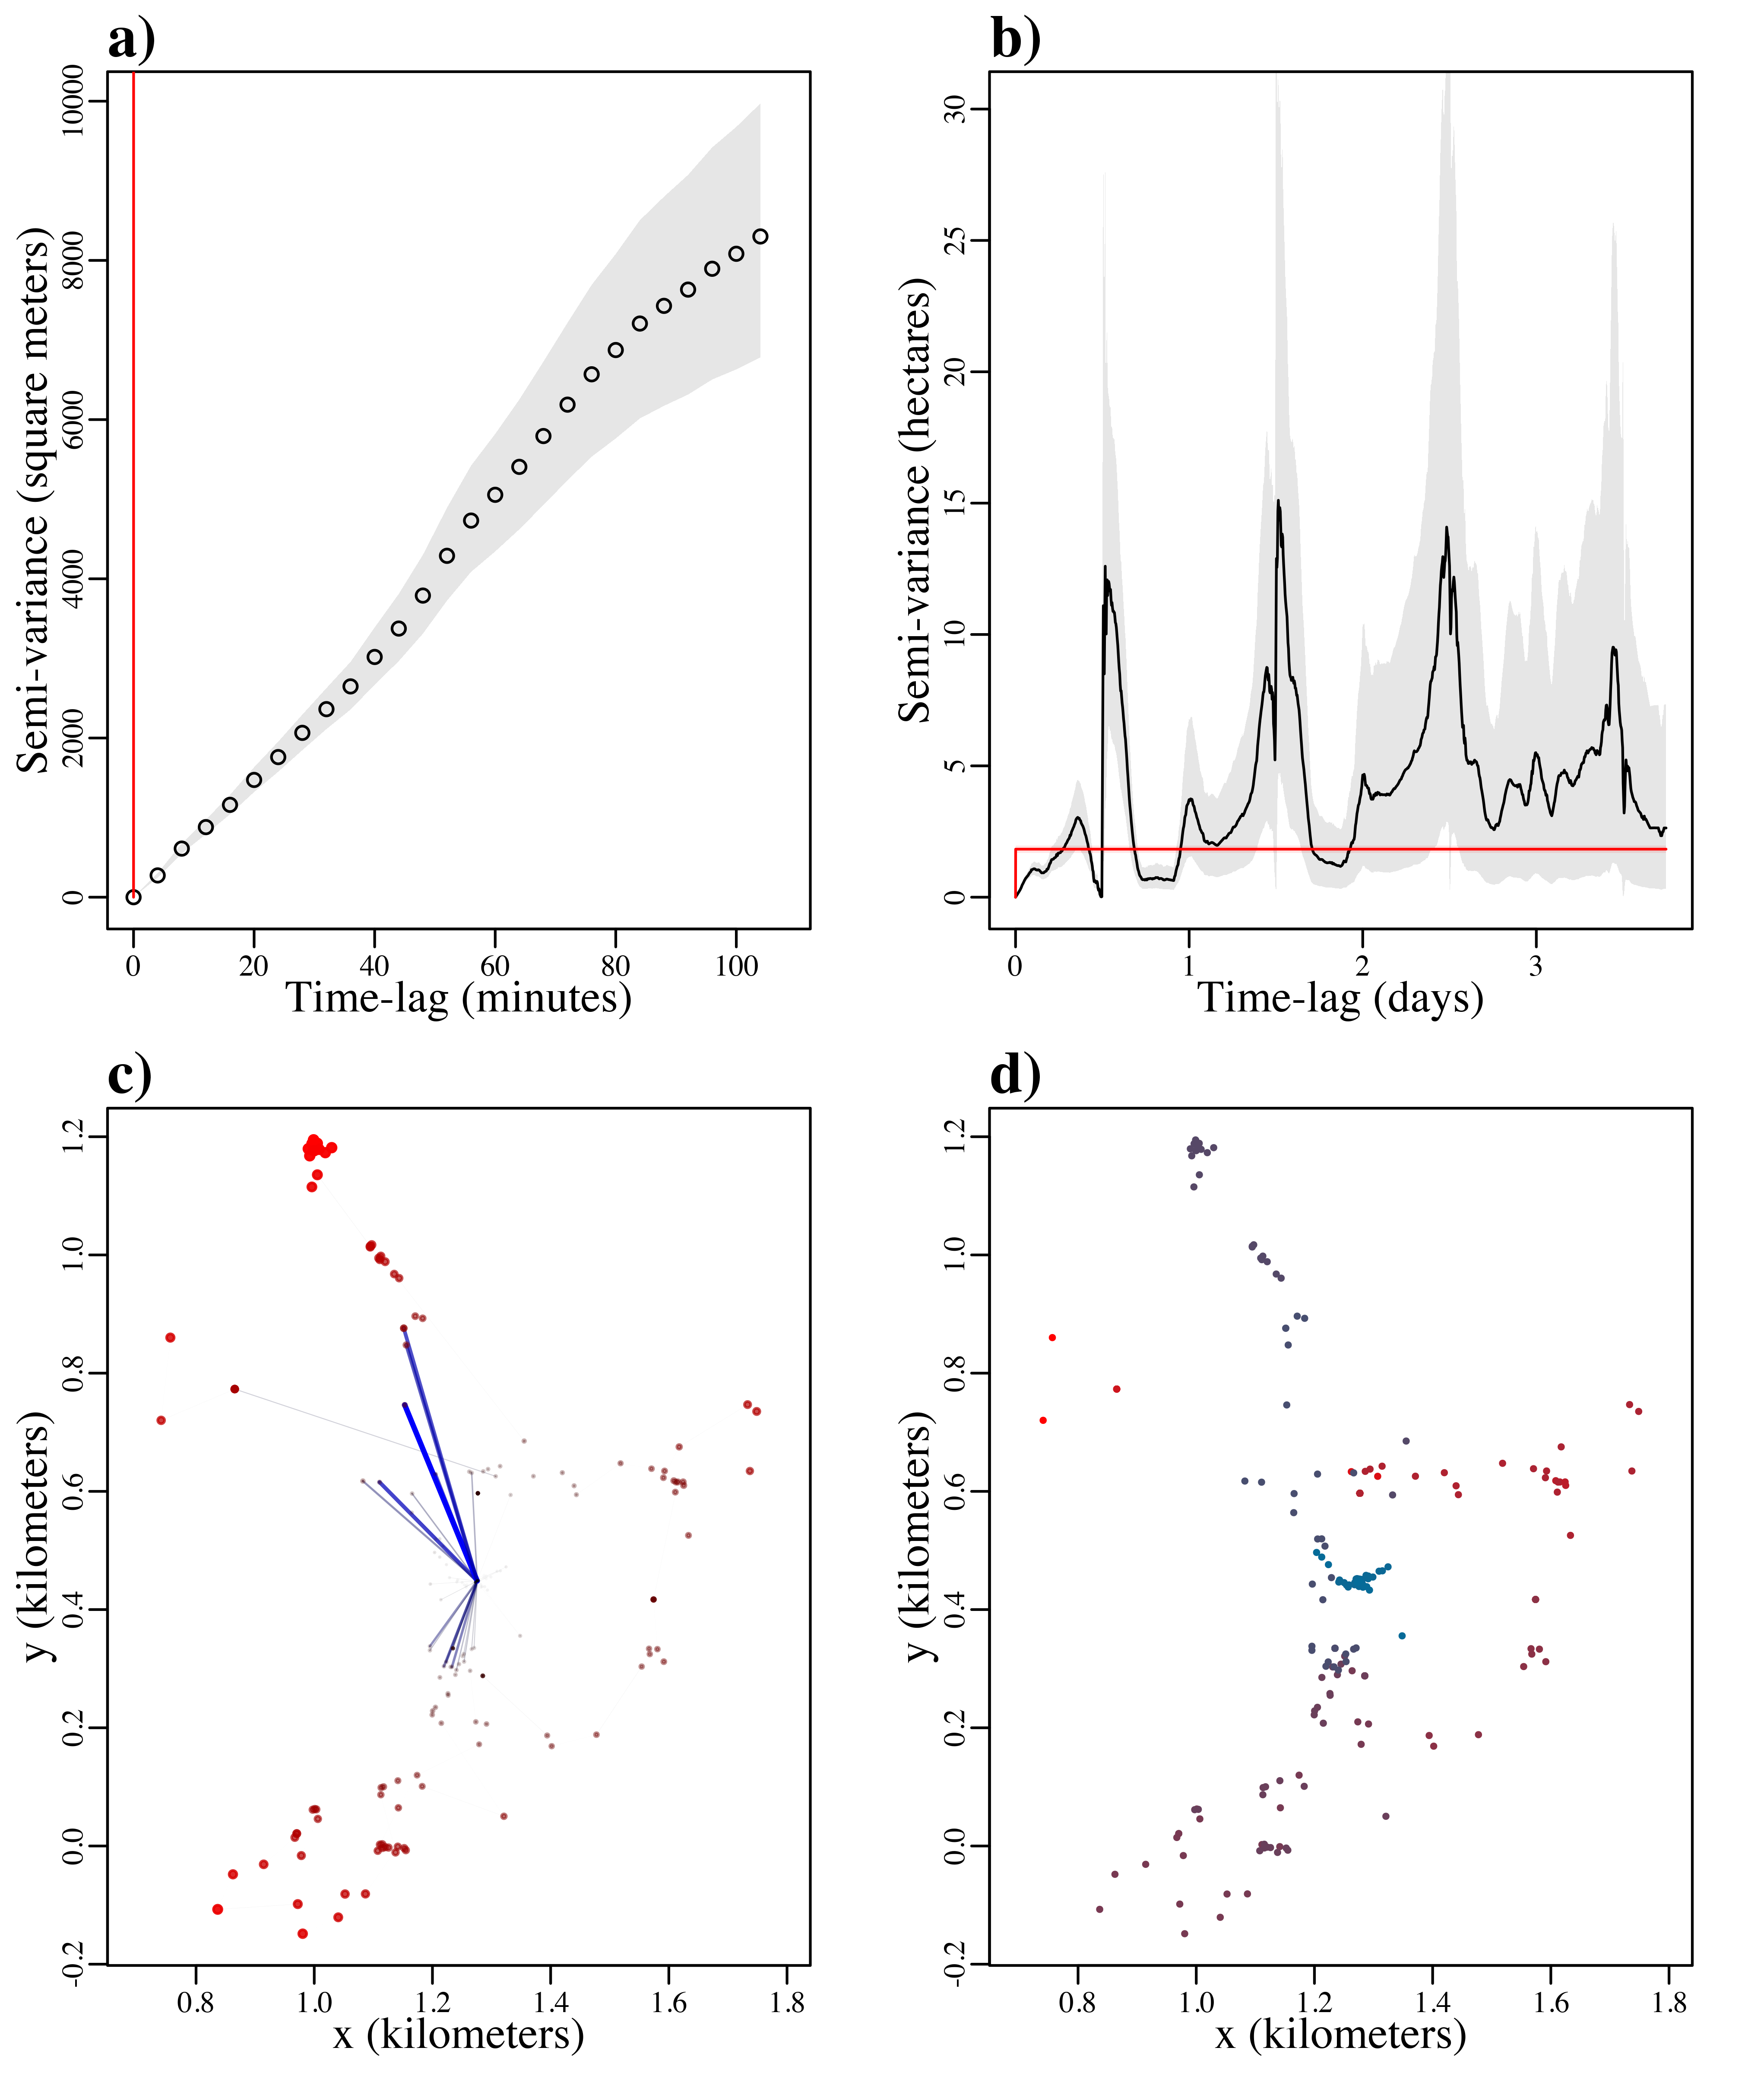 a)
Semi-variance (square meters)
10000
8000
6000
4000
2000
0
0 20 40 60 80 100
Time-lag (minutes)
b)
Semi-variance (hectares)
30
25
20
15
10
5
0
0 1 2 3
Time-lag (days)
c)
y (kilometers)
1.2
1.0
0.8
0.6
0.4
0.2
0.0
-0.2
0.8 1.0 1.2 1.4 1.6 1.8
x (kilometers)
d)
y (kilometers)
1.2
1.0
0.8
0.6
0.4
0.2
0.0
-0.2
0.8 1.0 1.2 1.4 1.6 1.8
x (kilometers)